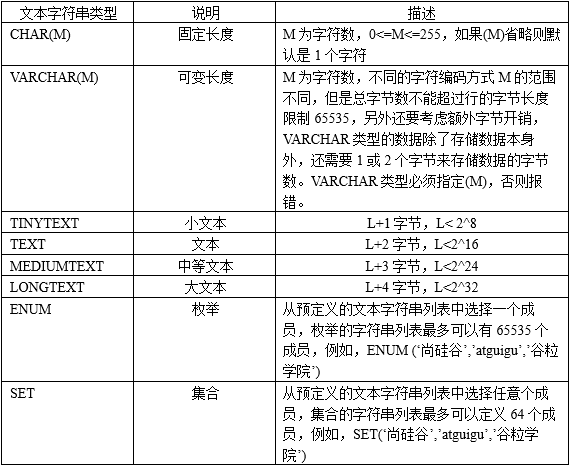 文本字符串类型 说明 描述
CHAR(M) 固定长度 M 为字符数，0<=M<=255，如果(M)省略则默
认是 1 个字符
VARCHAR(M) 可变长度 M 为字符数，不同的字符编码方式 M 的范围
不同，但是总字节数不能超过行的字节长度
限制 65535，另外还要考虑额外字节开销，
VARCHAR 类型的数据除了存储数据本身
外，还需要 1 或 2 个字节来存储数据的字节
数。VARCHAR 类型必须指定(M)，否则报
错。
TINYTEXT 小文本 L+1 字节，L< 2^8
TEXT 文本 L+2 字节，L<2^16
MEDIUMTEXT 中等文本 L+3 字节，L<2^24
LONGTEXT 大文本 L+4 字节，L<2^32
ENUM 枚举 从预定义的文本字符串列表中选择一个成
员，枚举的字符串列表最多可以有 65535 个
成员，例如，ENUM (‘尚硅谷’,’atguigu’,’谷粒
学院’)
SET 集合 从预定义的文本字符串列表中选择任意个成
员，集合的字符串列表最多可以定义 64 个成
员，例如，SET(‘尚硅谷’,’atguigu’,’谷粒学
院’)